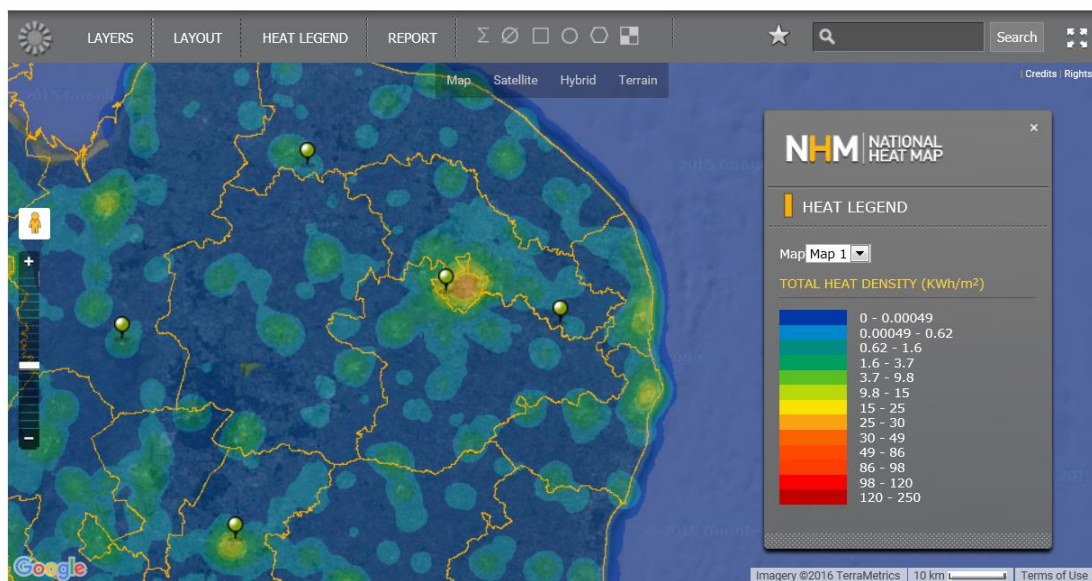 LAYERS LAYOUT HEAT LEGEND REPORT Search
Map Satellite Hybrid Terrain
| Credits | Rights
NHM NATIONAL HEAT MAP
×
HEAT LEGEND
Map Map 1
TOTAL HEAT DENSITY (KWh/m²)
0 - 0.00049
0.00049 - 0.62
0.62 - 1.6
1.6 - 3.7
3.7 - 9.8
9.8 - 15
15 - 25
25 - 30
30 - 49
49 - 86
86 - 98
98 - 120
120 - 250
Google
Imagery ©2016 TerraMetrics 10 km Terms of Use